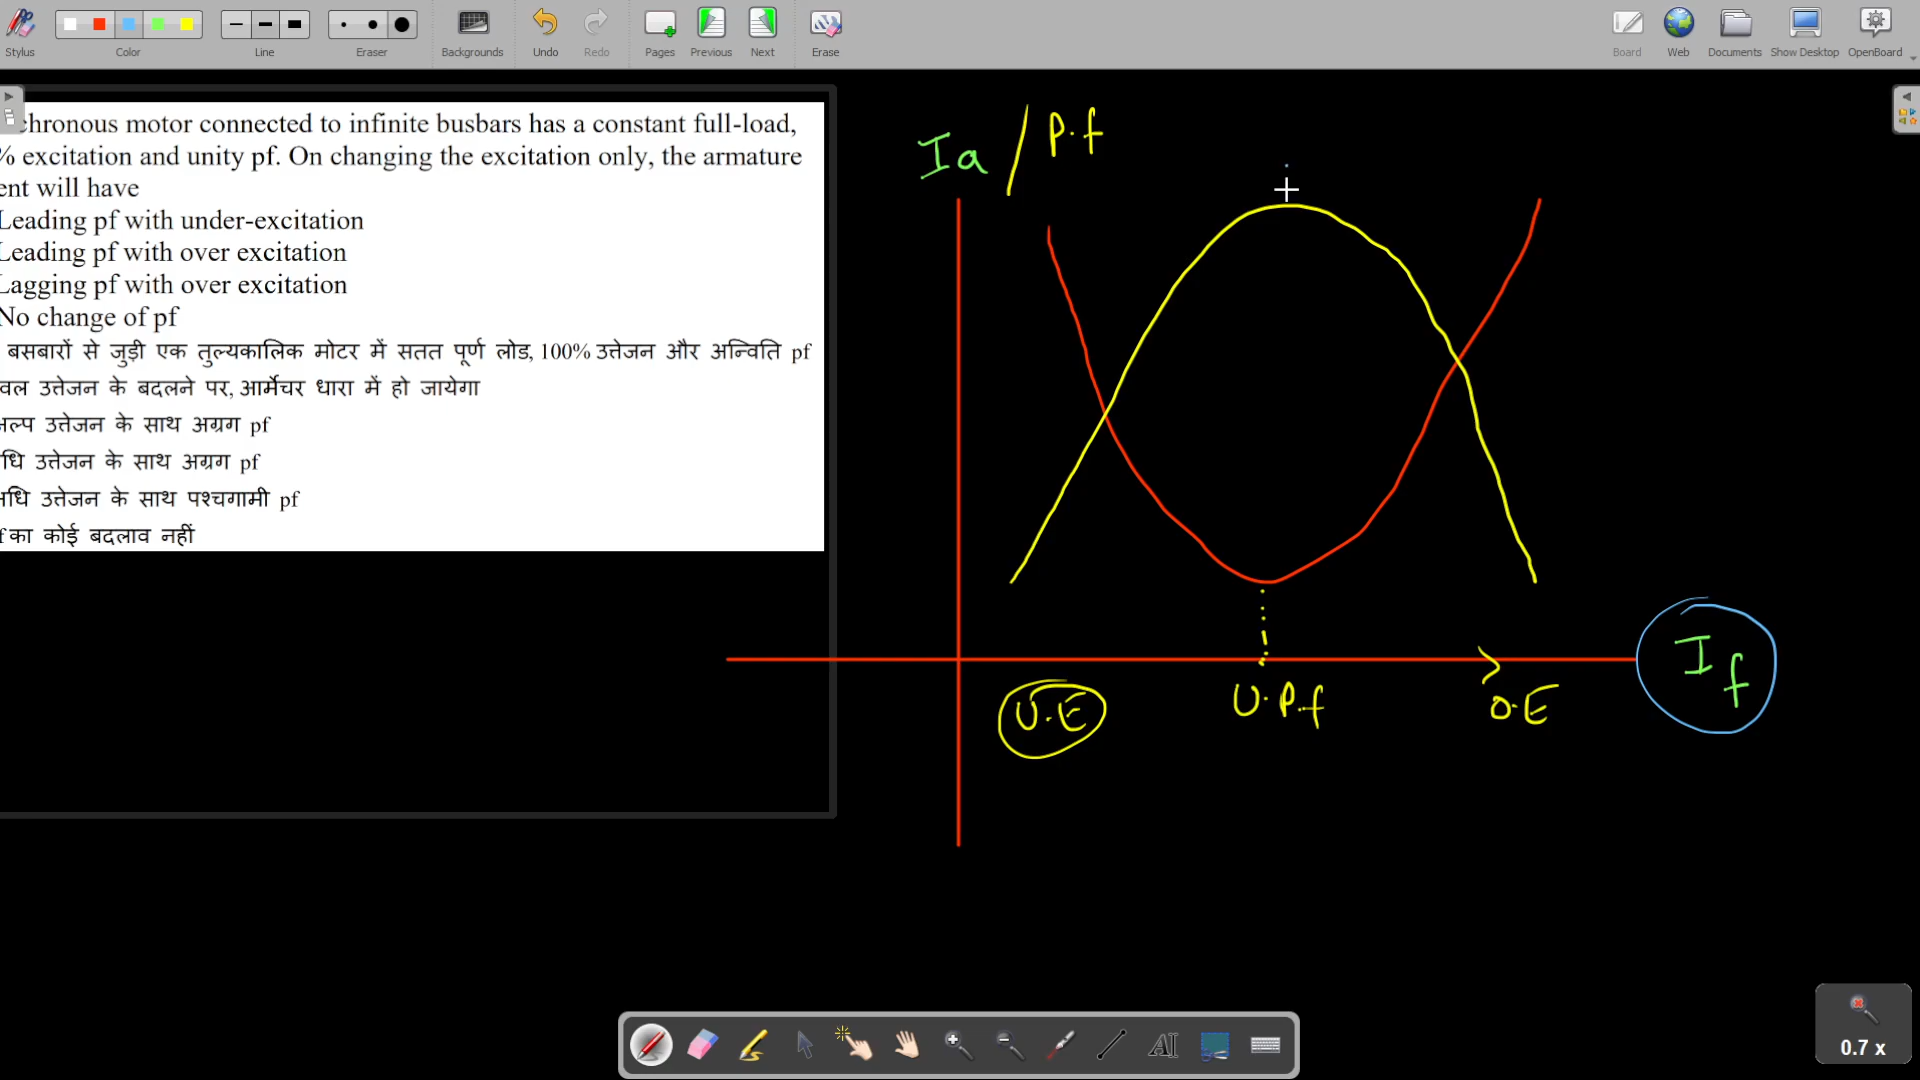 Stylus
Color
Line
Eraser
Backgrounds
Undo
Redo
Pages
Previous
Next
Erase
Board
Web
Documents
Show Desktop
OpenBoard
chronous motor connected to infinite busbars has a constant full-load,
% excitation and unity pf. On changing the excitation only, the armature
ent will have
Leading pf with under-excitation
Leading pf with over excitation
Lagging pf with over excitation
No change of pf
बसबारों से जुड़ी एक तुल्यकालिक मोटर में सतत पूर्ण लोड, 100% उत्तेजन और अन्विति pf
वल उत्तेजन के बदलने पर, आर्मेचर धारा में हो जायेगा
ल्प उत्तेजन के साथ अग्रग pf
धि उत्तेजन के साथ अग्रग pf
धि उत्तेजन के साथ पश्चगामी pf
f का कोई बदलाव नहीं
Ia / P.f
U.E
U.P.f
O.E
If
AI
0.7 x